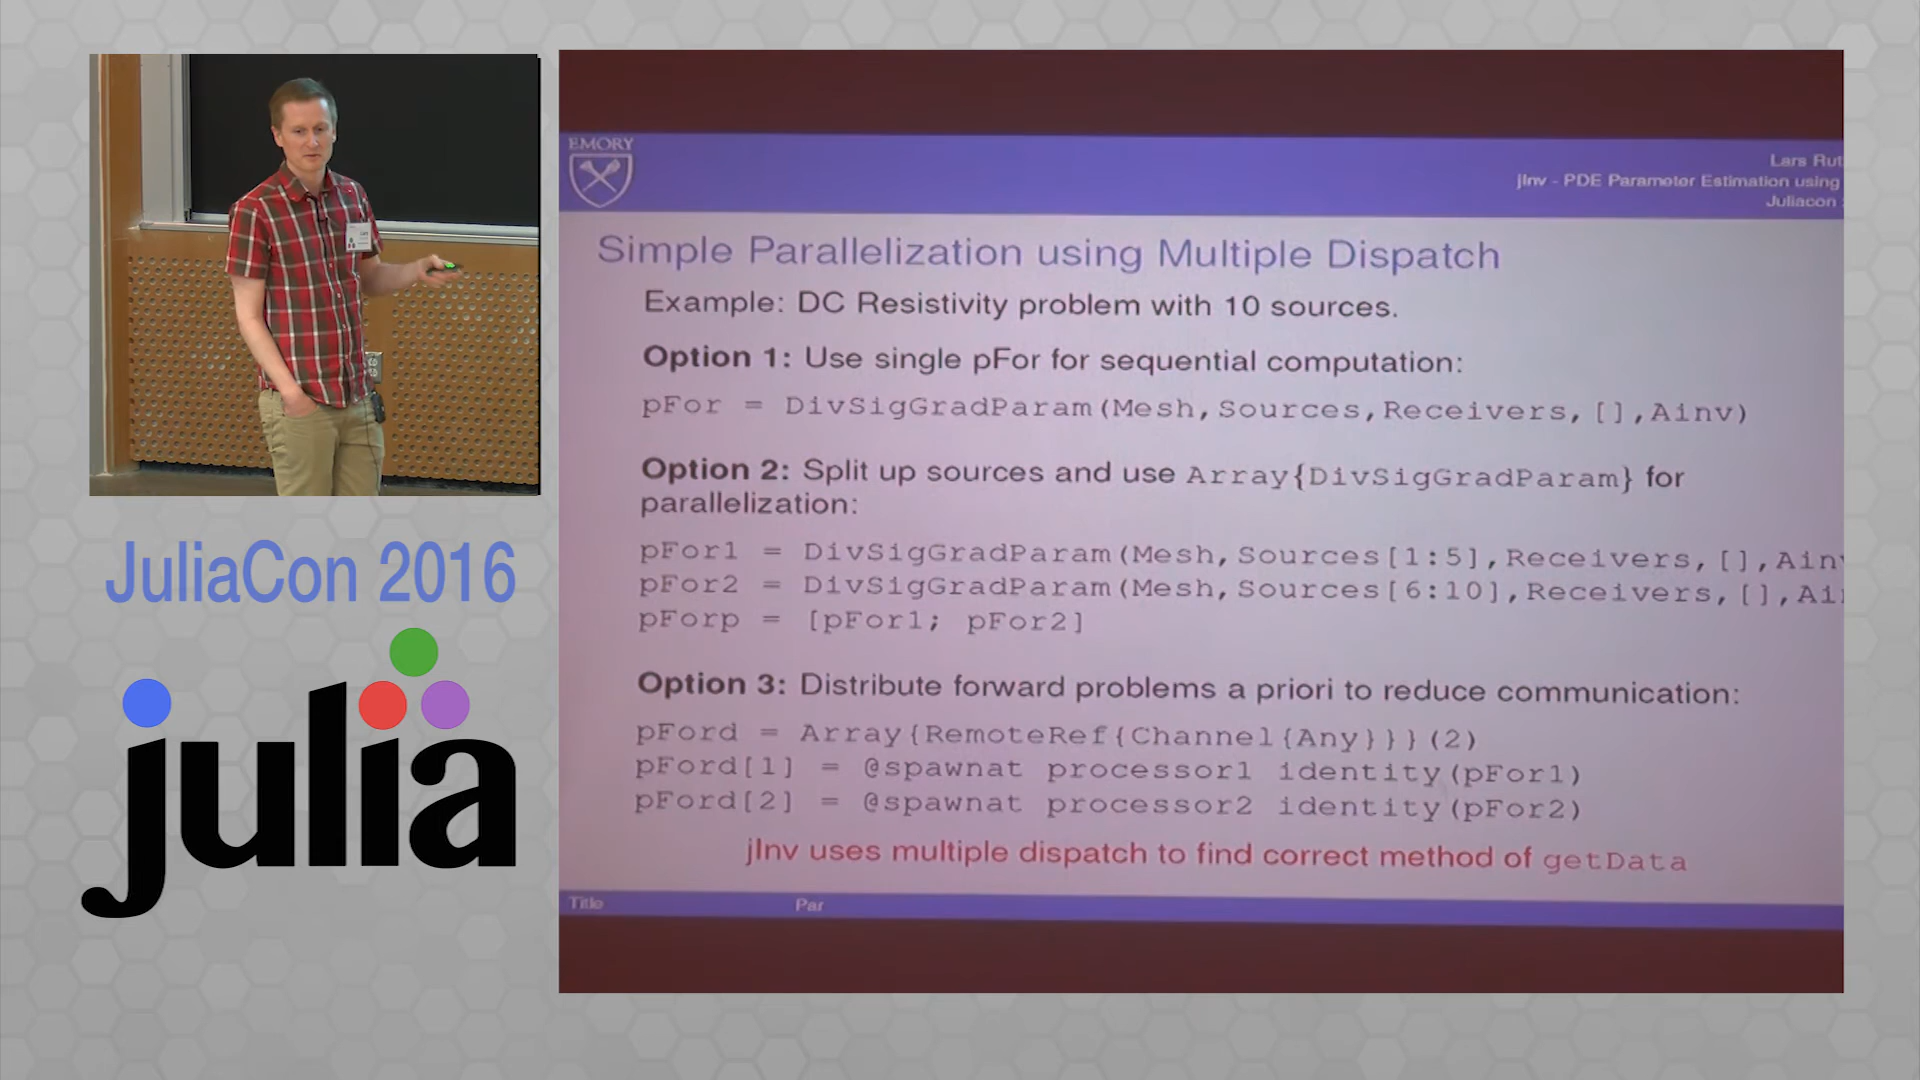 EMORY
Lars Rut
jInv - PDE Parameter Estimation using
Juliacon
Simple Parallelization using Multiple Dispatch
Example: DC Resistivity problem with 10 sources.
Option 1: Use single pFor for sequential computation:
pFor = DivSigGradParam(Mesh,Sources,Receivers,[],Ainv)
Option 2: Split up sources and use Array{DivSigGradParam} for
parallelization:
pFor1 = DivSigGradParam(Mesh,Sources[1:5],Receivers,[],Ain
pFor2 = DivSigGradParam(Mesh,Sources[6:10],Receivers,[],Ai
pForp = [pFor1; pFor2]
Option 3: Distribute forward problems a priori to reduce communication:
pFord = Array{RemoteRef{Channel{Any}}}(2)
pFord[1] = @spawnat processor1 identity(pFor1)
pFord[2] = @spawnat processor2 identity(pFor2)
jInv uses multiple dispatch to find correct method of getData
Title Par
JuliaCon 2016
julia